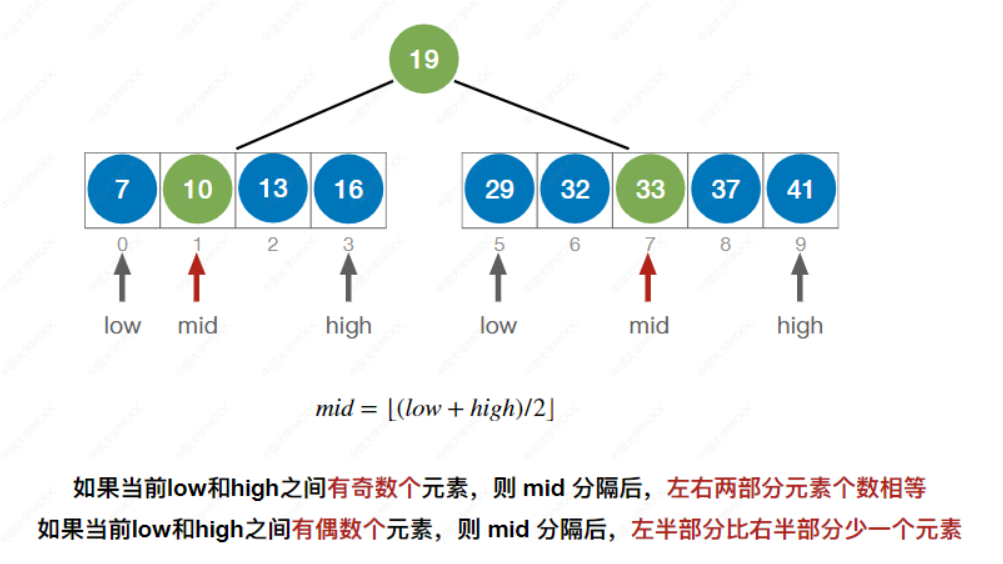 19
7 10 13 16 29 32 33 37 41
0 1 2 3 5 6 7 8 9
low mid high low mid high
mid = ⌊(low + high)/2⌋
如果当前low和high之间有奇数个元素，则 mid 分隔后，左右两部分元素个数相等
如果当前low和high之间有偶数个元素，则 mid 分隔后，左半部分比右半部分少一个元素